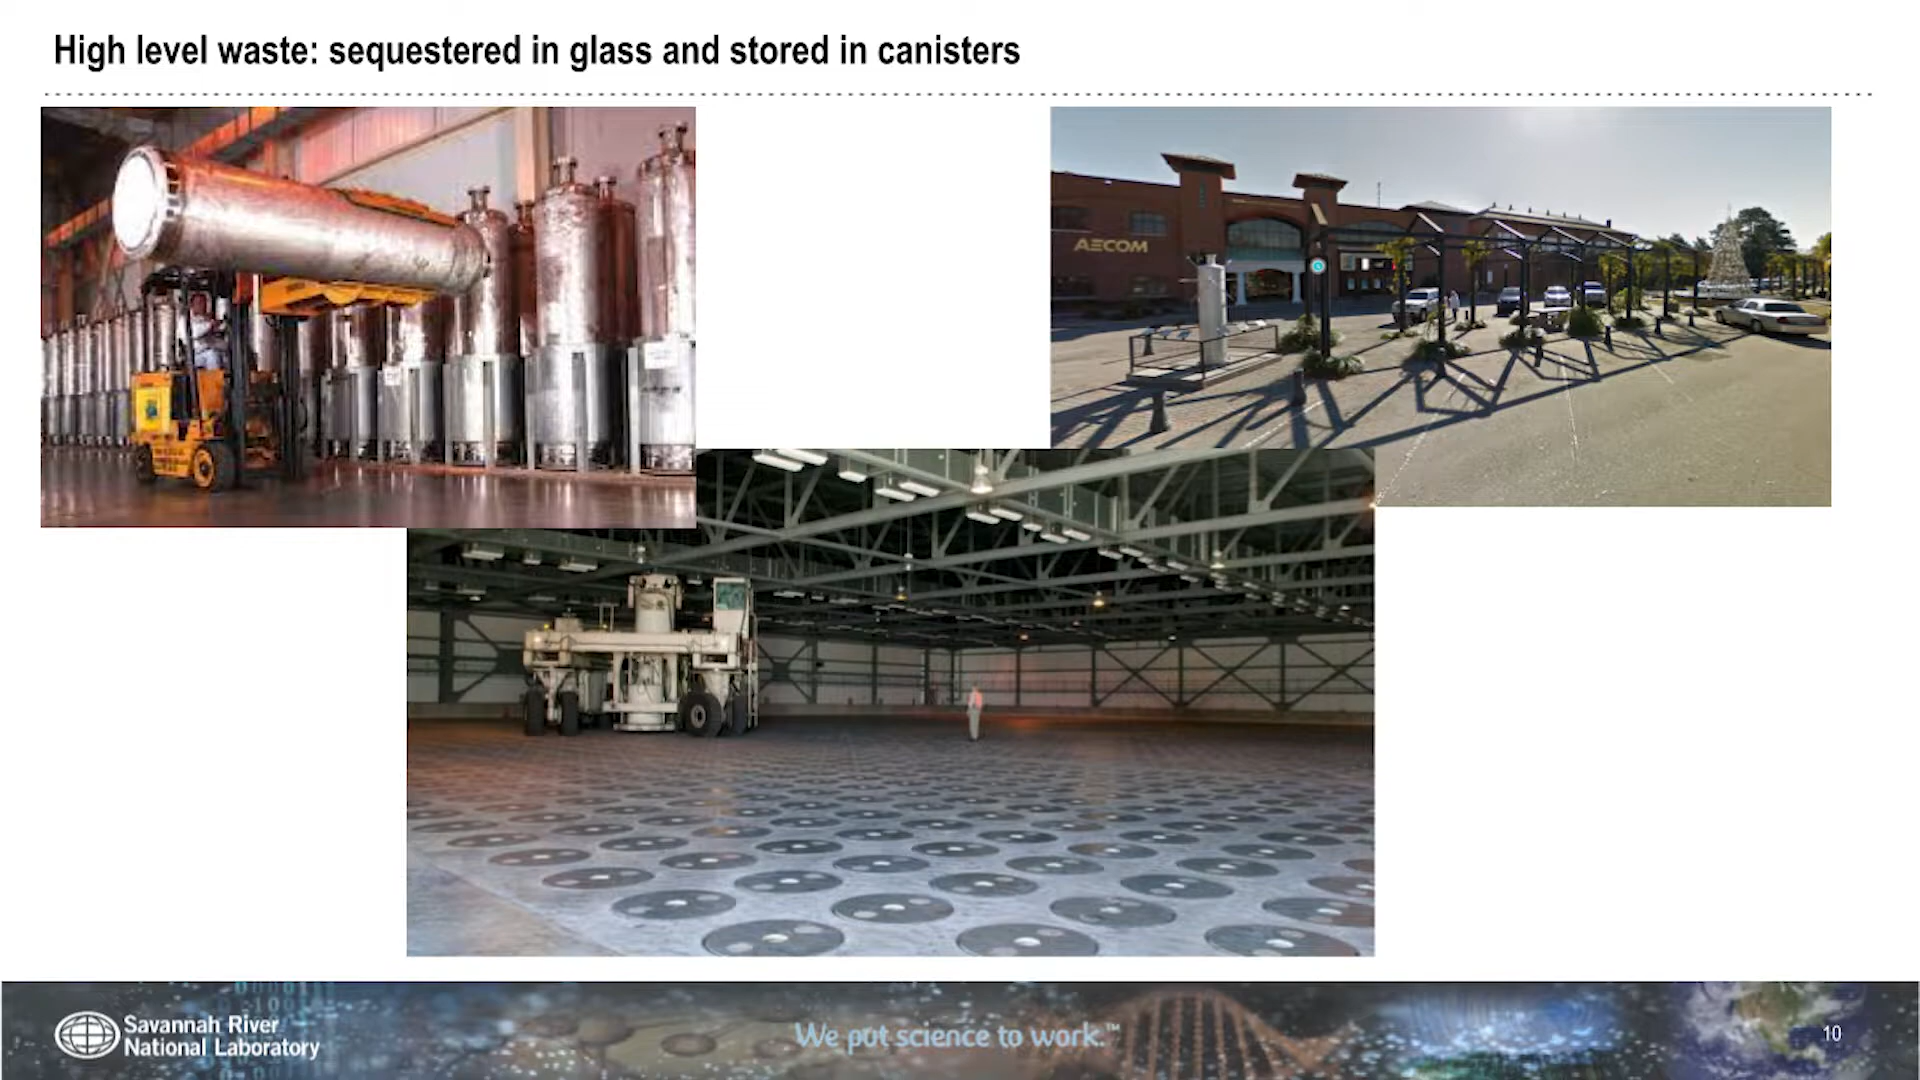 High level waste: sequestered in glass and stored in canisters
AECOM
Savannah River
National Laboratory
We put science to work.™
10